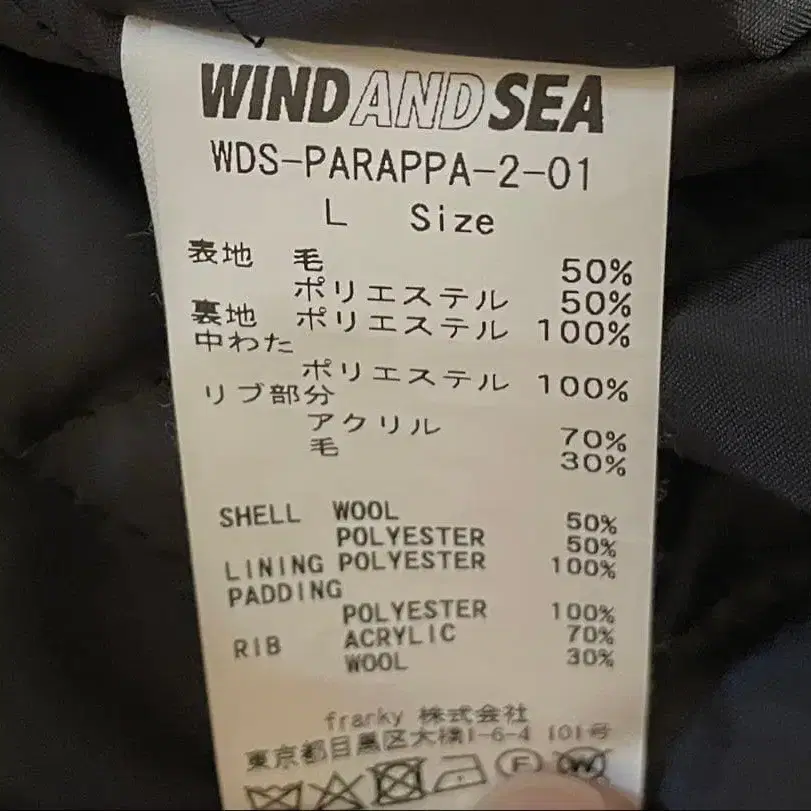 WIND AND SEA
WDS-PARAPPA-2-01
L Size
表地 毛 50%
ポリエステル 50%
裏地 ポリエステル 100%
中わた
ポリエステル 100%
リブ部分
アクリル 70%
毛 30%
SHELL WOOL 50%
POLYESTER 50%
LINING POLYESTER 100%
PADDING
POLYESTER 100%
RIB ACRYLIC 70%
WOOL 30%
franky 株式会社
東京都目黒区大橋1-6-4 101号
F W